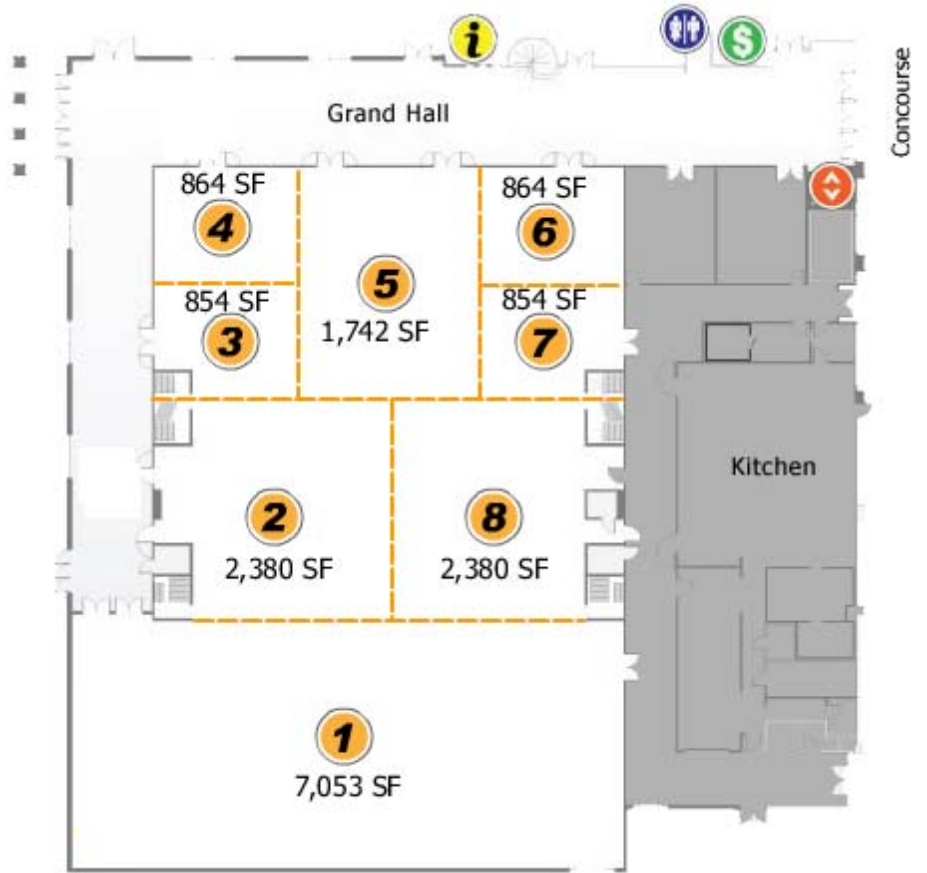 i
$
Concourse
Grand Hall
864 SF
4
864 SF
6
5
1,742 SF
854 SF
3
854 SF
7
Kitchen
2
2,380 SF
8
2,380 SF
1
7,053 SF